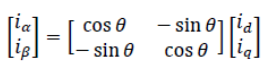 [iα] = [cos θ − sin θ] [id]
[iβ] [− sin θ cos θ] [iq]